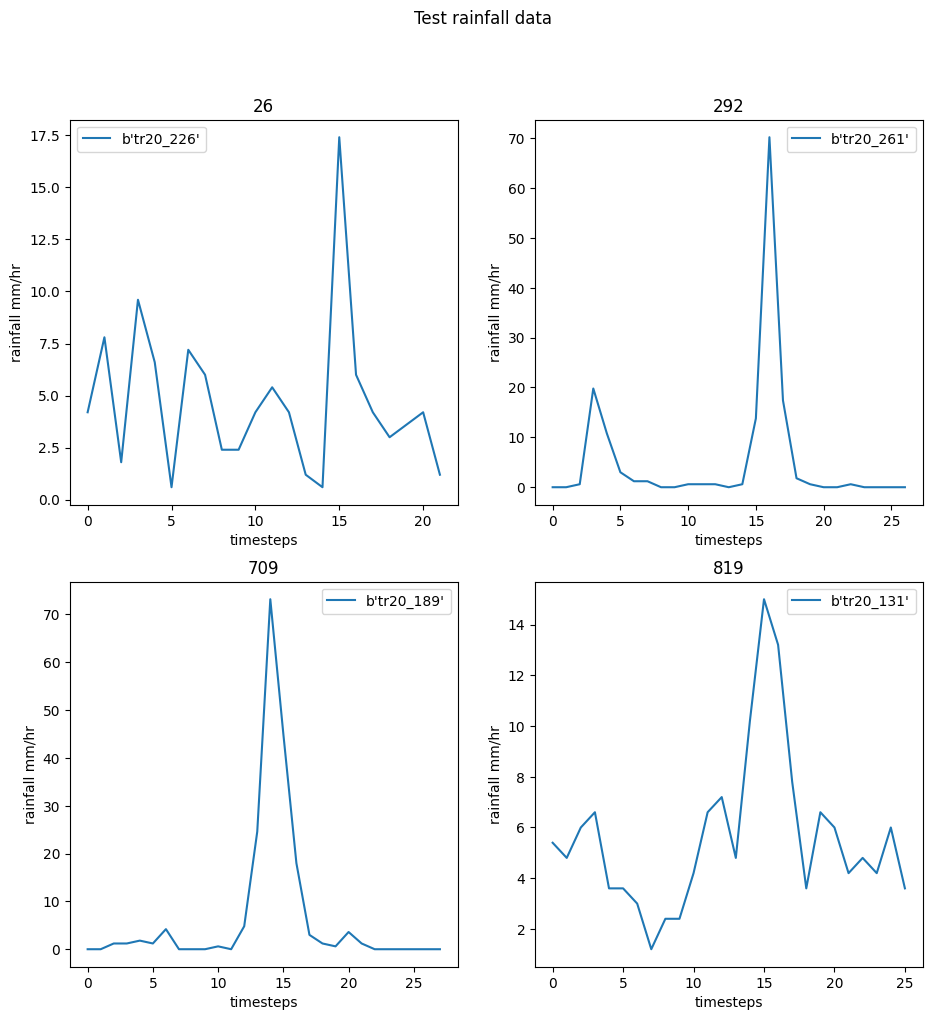 Test rainfall data
26
b'tr20_226'
17.5
15.0
12.5
10.0
7.5
5.0
2.5
0.0
rainfall mm/hr
0 5 10 15 20
timesteps
292
b'tr20_261'
70
60
50
40
30
20
10
0
rainfall mm/hr
0 5 10 15 20 25
timesteps
709
b'tr20_189'
70
60
50
40
30
20
10
0
rainfall mm/hr
0 5 10 15 20 25
timesteps
819
b'tr20_131'
14
12
10
8
6
4
2
rainfall mm/hr
0 5 10 15 20 25
timesteps